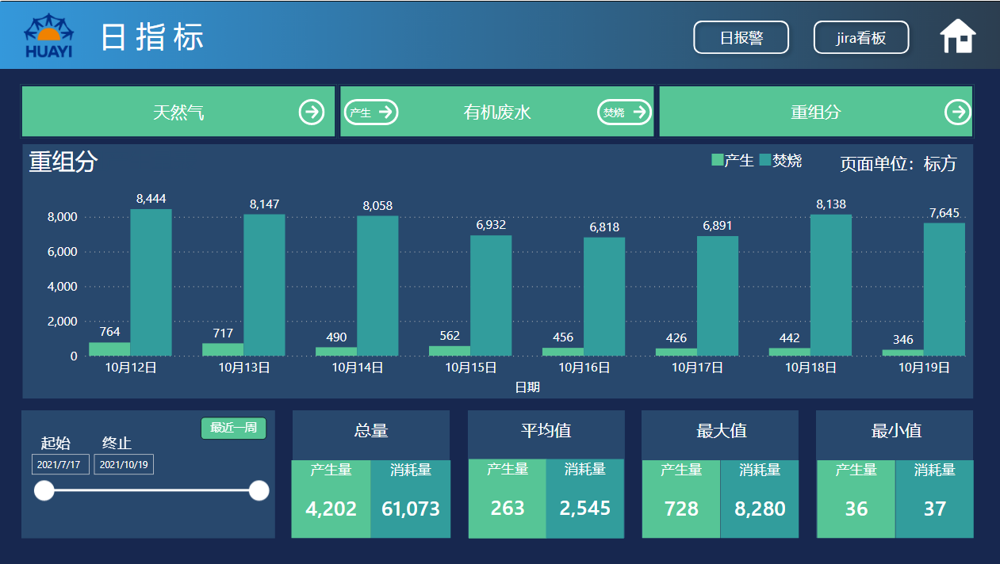 HUAYI
日指标
日报警
jira看板
天然气
产生
有机废水
焚烧
重组分
重组分
产生 焚烧
页面单位：标方
8,444
8,147
8,058
6,932
6,818
6,891
8,138
7,645
8,000
6,000
4,000
2,000
0
764
717
490
562
456
426
442
346
10月12日
10月13日
10月14日
10月15日
10月16日
10月17日
10月18日
10月19日
日期
最近一周
起始
终止
2021/7/17
2021/10/19
总量
产生量
消耗量
4,202
61,073
平均值
产生量
消耗量
263
2,545
最大值
产生量
消耗量
728
8,280
最小值
产生量
消耗量
36
37